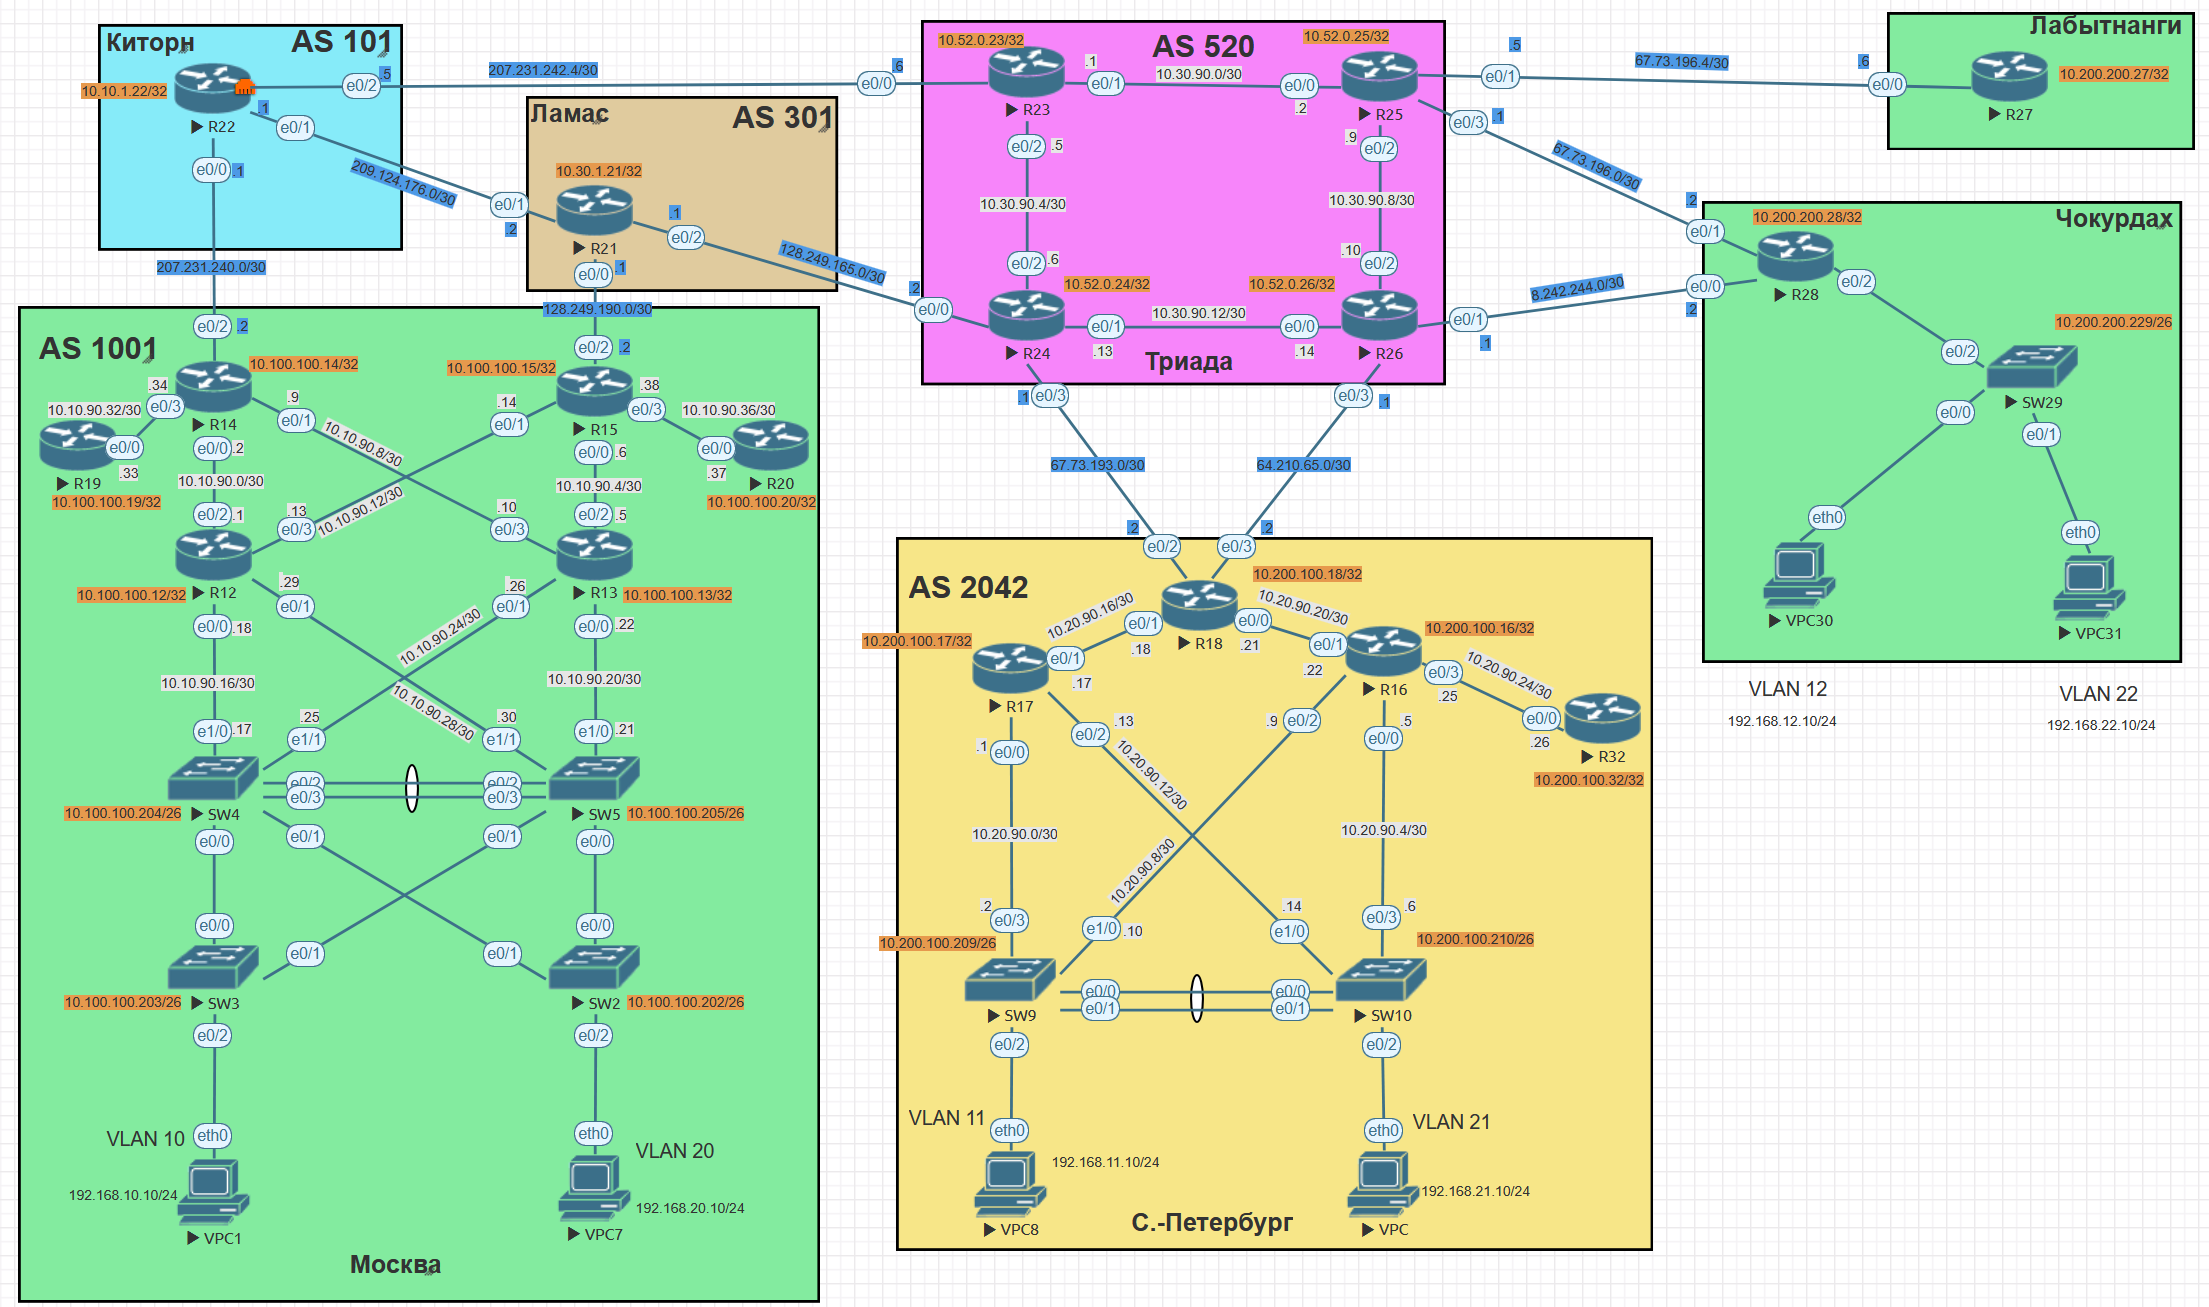 Киторн
AS 101
10.10.1.22/32
R22
e0/2
.5
207.231.242.4/30
.1
e0/1
e0/0
.1
209.124.176.0/30
207.231.240.0/30
Ламас
AS 301
10.30.1.21/32
e0/1
.2
R21
.1
e0/2
e0/0
.1
128.249.165.0/30
128.249.190.0/30
AS 520
10.52.0.23/32
.6
e0/0
R23
.1
e0/1
10.30.90.0/30
e0/0
.2
10.52.0.25/32
R25
e0/2
.5
10.30.90.4/30
e0/2
.6
.9
e0/2
10.30.90.8/30
.10
e0/2
10.52.0.24/32
10.52.0.26/32
.2
e0/0
R24
e0/1
.13
10.30.90.12/30
e0/0
.14
R26
Триада
.5
e0/1
67.73.196.4/30
.6
e0/0
e0/3
.1
67.73.196.0/30
.2
e0/1
e0/1
.1
8.242.244.0/30
e0/0
.2
.1
e0/3
e0/3
.1
67.73.193.0/30
64.210.65.0/30
Лабытнанги
10.200.200.27/32
R27
Чокурдах
10.200.200.28/32
R28
e0/2
10.200.200.229/26
e0/2
SW29
e0/0
e0/1
eth0
eth0
VPC30
VPC31
VLAN 12
192.168.12.10/24
VLAN 22
192.168.22.10/24
AS 1001
e0/2
.2
e0/2
.2
10.100.100.14/32
10.100.100.15/32
.34
10.10.90.32/30
e0/3
e0/0
.33
R19
10.100.100.19/32
R14
.9
e0/1
10.10.90.8/30
.14
e0/1
R15
.38
e0/3
10.10.90.36/30
e0/0
.37
R20
10.100.100.20/32
e0/0
.2
10.10.90.0/30
e0/2
.1
e0/0
.6
10.10.90.4/30
e0/2
.5
.13
e0/3
10.10.90.12/30
.10
e0/3
10.100.100.12/32
R12
R13
10.100.100.13/32
.29
e0/1
.26
e0/1
e0/0
.18
e0/0
.22
10.10.90.24/30
10.10.90.16/30
10.10.90.28/30
10.10.90.20/30
e1/0
.17
.25
e1/1
.30
e1/1
e1/0
.21
e0/2
e0/2
e0/3
e0/3
10.100.100.204/26
SW4
SW5
10.100.100.205/26
e0/0
e0/1
e0/1
e0/0
e0/0
e0/1
e0/1
e0/0
10.100.100.203/26
SW3
SW2
10.100.100.202/26
e0/2
e0/2
VLAN 10
eth0
eth0
VLAN 20
192.168.10.10/24
192.168.20.10/24
VPC1
VPC7
Москва
.2
e0/2
.2
e0/3
AS 2042
10.200.100.18/32
10.20.90.16/30
e0/1
.18
R18
e0/0
.21
10.20.90.20/30
10.200.100.17/32
e0/1
.17
R17
10.200.100.16/32
e0/1
.22
R16
e0/3
.25
10.20.90.24/30
e0/0
.26
R32
10.200.100.32/32
.1
e0/0
.13
e0/2
.9
e0/2
.5
e0/0
10.20.90.12/30
10.20.90.0/30
10.20.90.4/30
10.20.90.8/30
.2
e0/3
e1/0
.10
.14
e1/0
.6
e0/3
10.200.100.209/26
10.200.100.210/26
e0/0
e0/0
e0/1
e0/1
SW9
SW10
e0/2
e0/2
VLAN 11
eth0
eth0
VLAN 21
192.168.11.10/24
192.168.21.10/24
VPC8
VPC
С.-Петербург